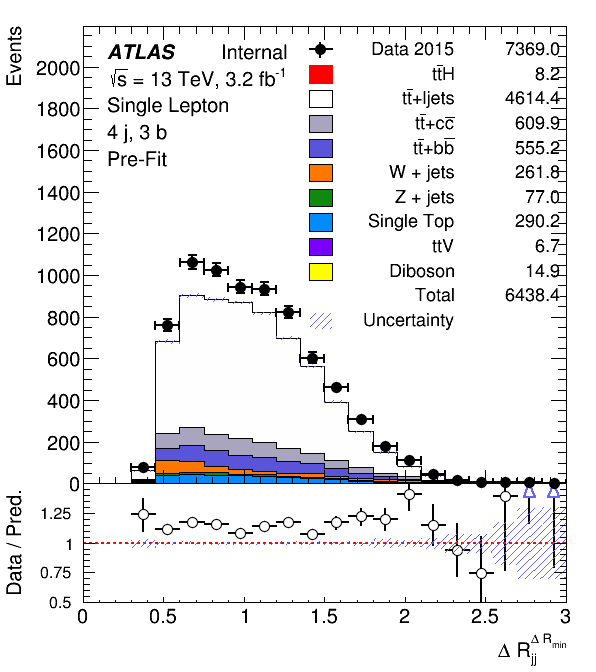 Events
2000
1800
1600
1400
1200
1000
800
600
400
200
0
ATLAS Internal
√s = 13 TeV, 3.2 fb⁻¹
Single Lepton
4 j, 3 b
Pre-Fit
Data 2015 7369.0
tt̄H 8.2
tt̄+ljets 4614.4
tt̄+cc̄ 609.9
tt̄+bb̄ 555.2
W + jets 261.8
Z + jets 77.0
Single Top 290.2
ttV 6.7
Diboson 14.9
Total 6438.4
Uncertainty
Data / Pred.
1.25
1
0.75
0.5
0 0.5 1 1.5 2 2.5 3
Δ R_jj^Δ R_min